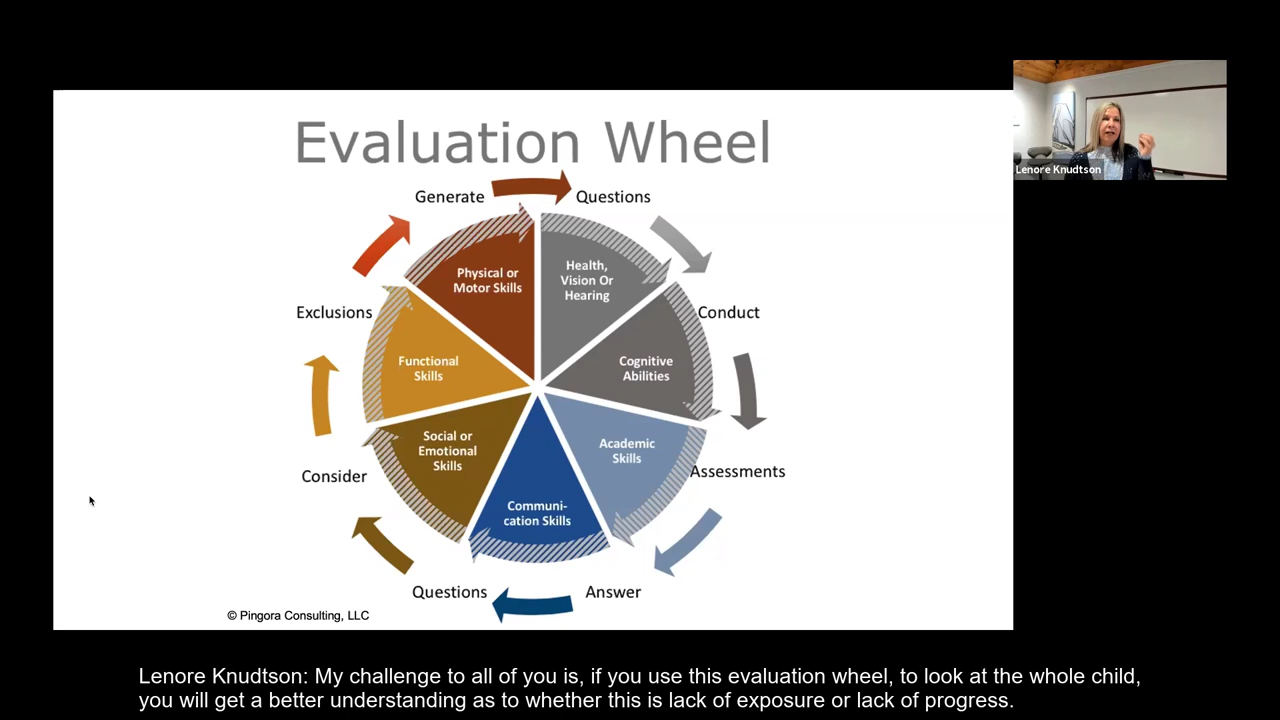 Evaluation Wheel
Generate
Questions
Physical or
Motor Skills
Health,
Vision Or
Hearing
Exclusions
Conduct
Functional
Skills
Cognitive
Abilities
Social or
Emotional
Skills
Academic
Skills
Consider
Assessments
Communi-
cation Skills
Questions
Answer
© Pingora Consulting, LLC
Lenore Knudtson
Lenore Knudtson: My challenge to all of you is, if you use this evaluation wheel, to look at the whole child,
you will get a better understanding as to whether this is lack of exposure or lack of progress.